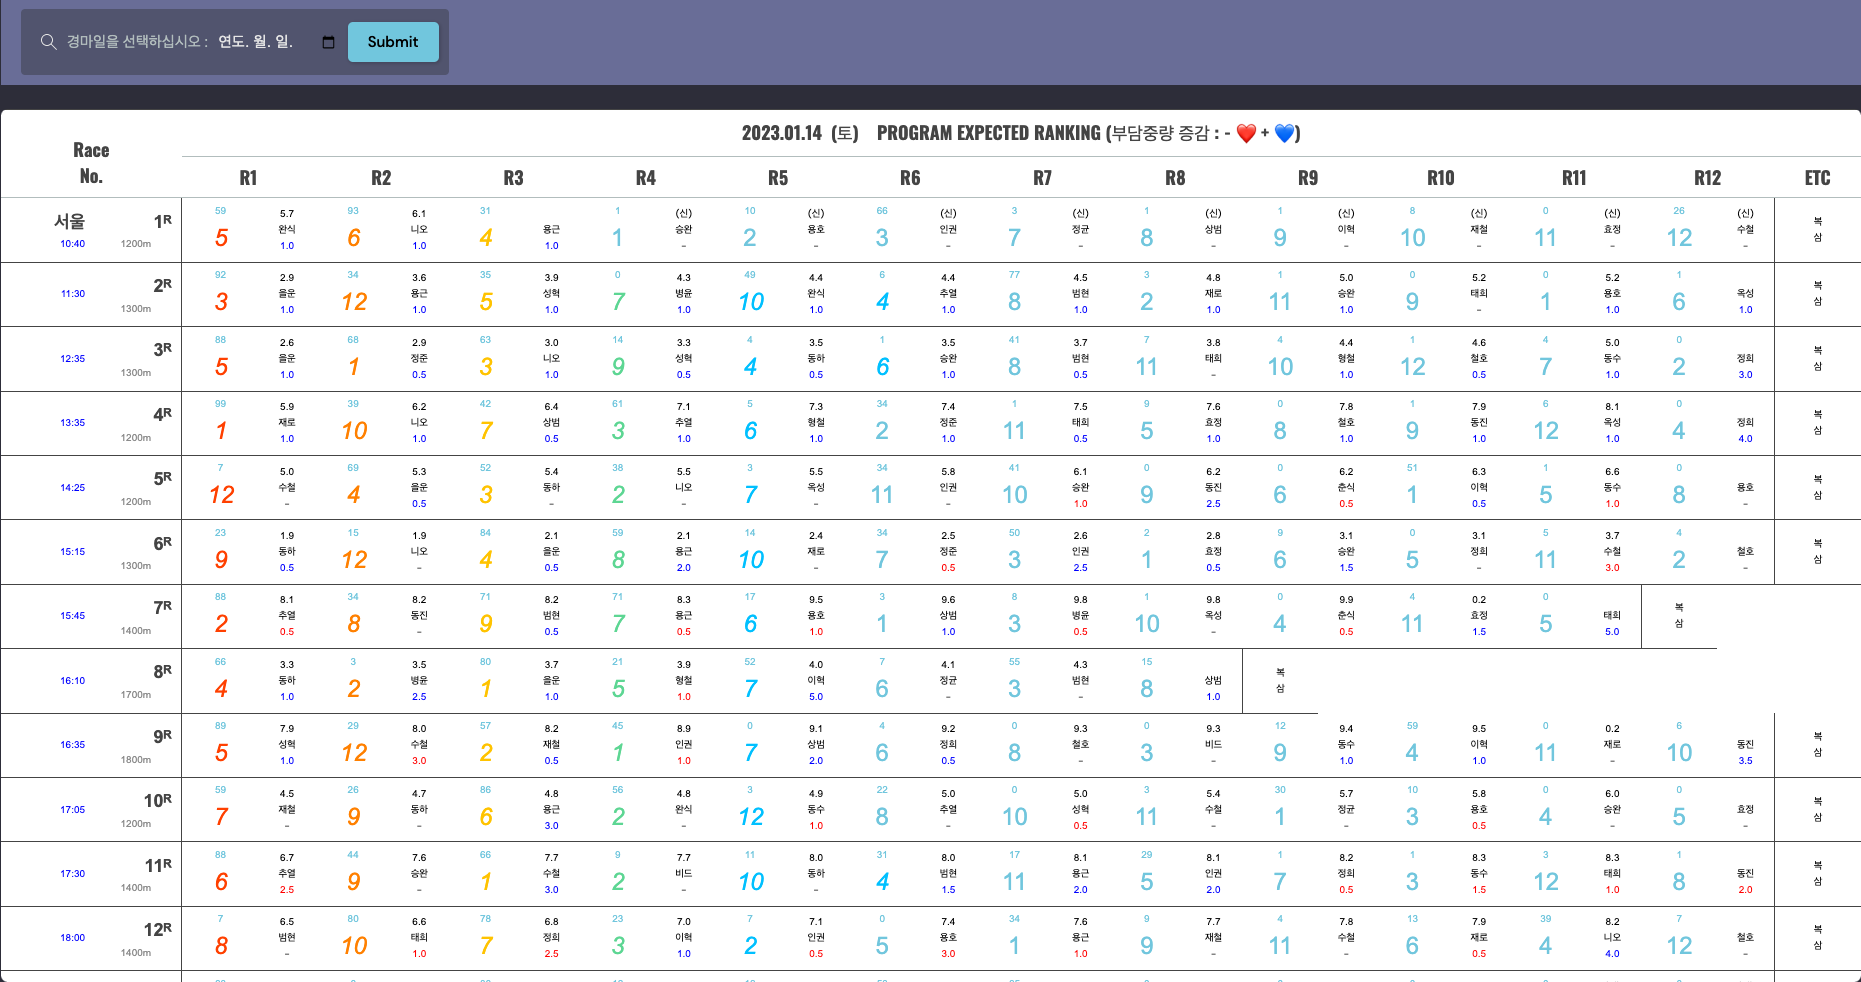 경마일을 선택하십시오 : 연도. 월. 일. Submit
2023.01.14 (토) PROGRAM EXPECTED RANKING (부담중량 증감 : - ❤️ + 💙)
Race No. R1 R2 R3 R4 R5 R6 R7 R8 R9 R10 R11 R12 ETC
59 5.7 93 6.1 31 1 (신) 10 (신) 66 (신) 3 (신) 1 (신) 1 (신) 8 (신) 0 (신) 26 (신)
서울 1R 5 완식 6 니오 4 용근 1 승완 2 용호 3 인권 7 정균 8 상범 9 이혁 10 재철 11 효정 12 수철 복
10:40 1200m 1.0 1.0 1.0 - - - - - - - - - 삼
92 2.9 34 3.6 35 3.9 0 4.3 49 4.4 6 4.4 77 4.5 3 4.8 1 5.0 0 5.2 0 5.2 1
11:30 2R 3 을운 12 용근 5 성혁 7 병윤 10 완식 4 추열 8 범현 2 재로 11 승완 9 태희 1 용호 6 옥성 복
1300m 1.0 1.0 1.0 1.0 1.0 1.0 1.0 1.0 1.0 - 1.0 1.0 삼
88 2.6 68 2.9 63 3.0 14 3.3 4 3.5 1 3.5 41 3.7 7 3.8 4 4.4 1 4.6 4 5.0 0
12:35 3R 5 을운 1 정준 3 니오 9 성혁 4 동하 6 승완 8 범현 11 태희 10 형철 12 철호 7 동수 2 정희 복
1300m 1.0 0.5 1.0 0.5 0.5 1.0 0.5 - 1.0 0.5 1.0 3.0 삼
99 5.9 39 6.2 42 6.4 61 7.1 5 7.3 34 7.4 1 7.5 9 7.6 0 7.8 1 7.9 6 8.1 0
13:35 4R 1 재로 10 니오 7 상범 3 추열 6 형철 2 정준 11 태희 5 효정 8 철호 9 동진 12 옥성 4 정희 복
1200m 1.0 1.0 0.5 1.0 1.0 1.0 0.5 1.0 1.0 1.0 1.0 4.0 삼
7 5.0 69 5.3 52 5.4 38 5.5 3 5.5 34 5.8 41 6.1 0 6.2 0 6.2 51 6.3 1 6.6 0
14:25 5R 12 수철 4 을운 3 동하 2 니오 7 옥성 11 인권 10 승완 9 동진 6 춘식 1 이혁 5 동수 8 용호 복
1200m - 0.5 - - - - 1.0 2.5 0.5 0.5 1.0 - 삼
23 1.9 15 1.9 84 2.1 59 2.1 14 2.4 34 2.5 50 2.6 2 2.8 9 3.1 0 3.1 5 3.7 4
15:15 6R 9 동하 12 니오 4 을운 8 용근 10 재로 7 정준 3 인권 1 효정 6 승완 5 정희 11 수철 2 철호 복
1300m 0.5 - 0.5 2.0 - 0.5 2.5 0.5 1.5 - 3.0 - 삼
88 8.1 34 8.2 71 8.2 71 8.3 17 9.5 3 9.6 8 9.8 1 9.8 0 9.9 4 0.2 0
15:45 7R 2 추열 8 동진 9 범현 7 용근 6 용호 1 상범 3 병윤 10 옥성 4 춘식 11 효정 5 태희 복
1400m 0.5 - 0.5 0.5 1.0 1.0 0.5 - 0.5 1.5 5.0 삼
66 3.3 3 3.5 80 3.7 21 3.9 52 4.0 7 4.1 55 4.3 15
16:10 8R 4 동하 2 병윤 1 을운 5 형철 7 이혁 6 정균 3 범현 8 상범 복
1700m 1.0 2.5 1.0 1.0 5.0 - - 1.0 삼
89 7.9 29 8.0 57 8.2 45 8.9 0 9.1 4 9.2 0 9.3 0 9.3 12 9.4 59 9.5 0 0.2 6
16:35 9R 5 성혁 12 수철 2 재철 1 인권 7 상범 6 정희 8 철호 3 비드 9 동수 4 이혁 11 재로 10 동진 복
1800m 1.0 3.0 0.5 1.0 2.0 0.5 - - 1.0 1.0 - 3.5 삼
59 4.5 26 4.7 86 4.8 56 4.8 3 4.9 22 5.0 0 5.0 3 5.4 30 5.7 10 5.8 0 6.0 0
17:05 10R 7 재철 9 동하 6 용근 2 완식 12 동수 8 추열 10 성혁 11 수철 1 정균 3 용호 4 승완 5 효정 복
1200m - - 3.0 - 1.0 - 0.5 - - 0.5 - - 삼
88 6.7 44 7.6 66 7.7 9 7.7 11 8.0 31 8.0 17 8.1 29 8.1 1 8.2 1 8.3 3 8.3 1
17:30 11R 6 추열 9 승완 1 수철 2 비드 10 동하 4 범현 11 용근 5 인권 7 정희 3 동수 12 태희 8 동진 복
1400m 2.5 - 3.0 - - 1.5 2.0 2.0 0.5 1.5 1.0 2.0 삼
7 6.5 80 6.6 78 6.8 23 7.0 7 7.1 0 7.4 34 7.6 9 7.7 4 7.8 13 7.9 39 8.2 7
18:00 12R 8 범현 10 태희 7 정희 3 이혁 2 인권 5 용호 1 용근 9 재철 11 수철 6 재로 4 니오 12 철호 복
1400m - 1.0 2.5 1.0 0.5 3.0 1.0 - - 0.5 4.0 - 삼